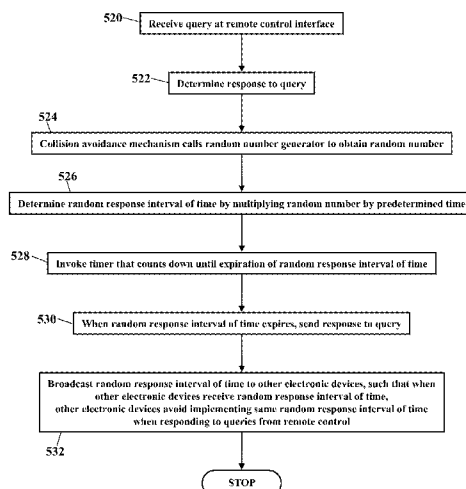 520
Receive query at remote control interface
522
Determine response to query
524
Collision avoidance mechanism calls random number generator to obtain random number
526
Determine random response interval of time by multiplying random number by predetermined time
528
Invoke timer that counts down until expiration of random response interval of time
530
When random response interval of time expires, send response to query
Broadcast random response interval of time to other electronic devices, such that when
other electronic devices receive random response interval of time,
other electronic devices avoid implementing same random response interval of time
when responding to queries from remote control
532
STOP